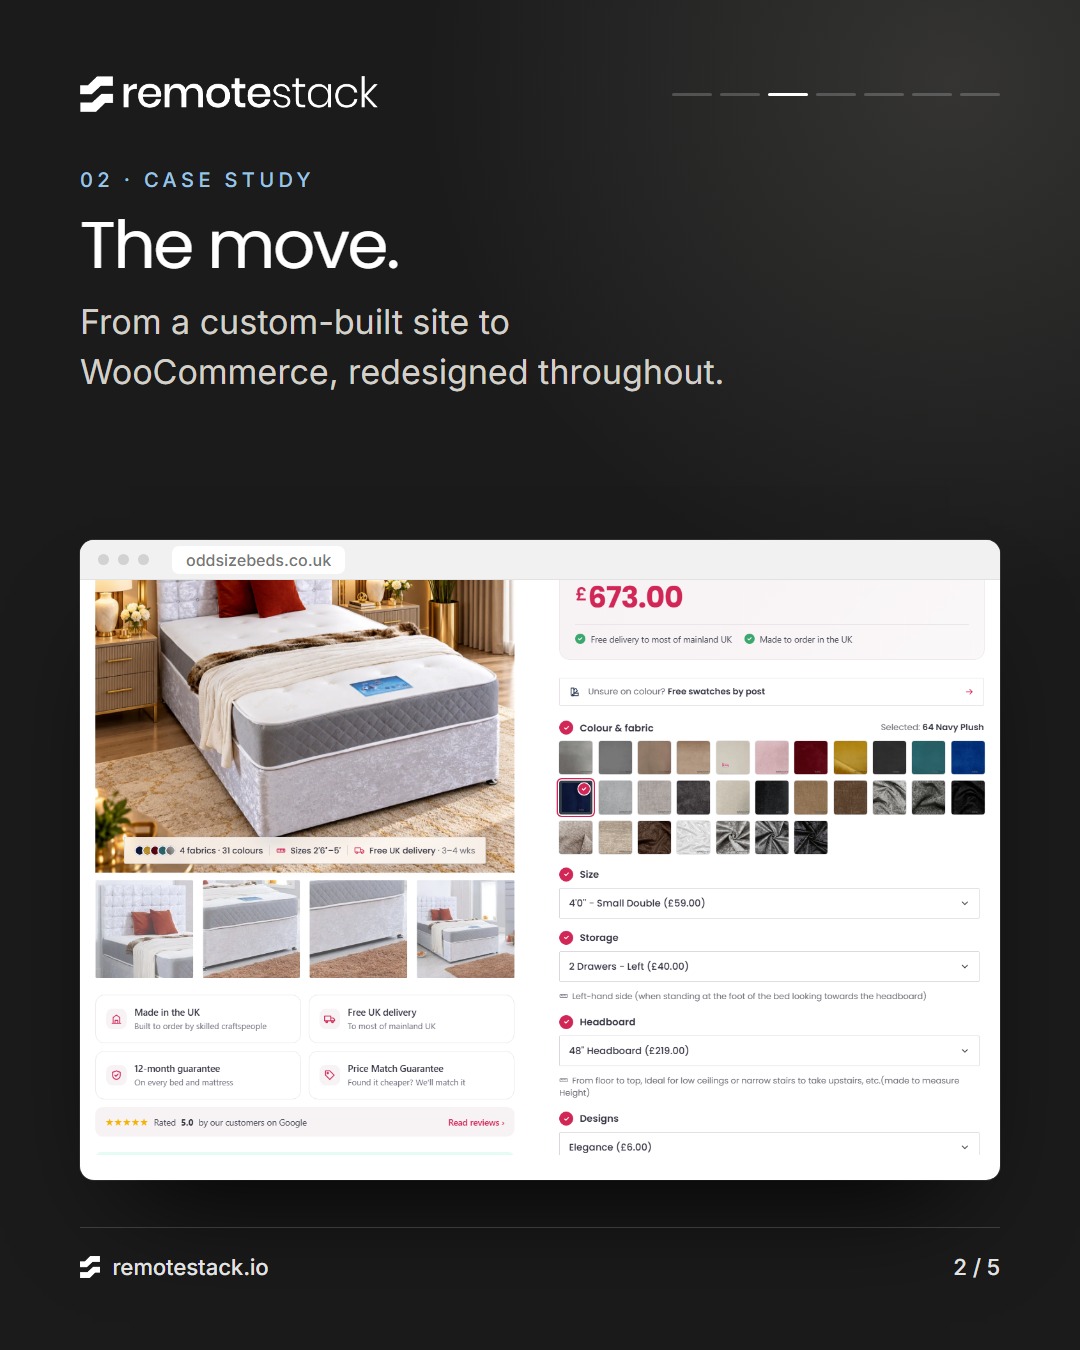 remotestack
02 · CASE STUDY
The move.
From a custom-built site to
WooCommerce, redesigned throughout.
oddsizebeds.co.uk
4 fabrics · 31 colours
Sizes 2'6"–5'
Free UK delivery · 3–4 wks
Made in the UK
Built to order by skilled craftspeople
Free UK delivery
To most of mainland UK
12-month guarantee
On every bed and mattress
Price Match Guarantee
Found it cheaper? We'll match it
★★★★★ Rated 5.0 by our customers on Google
Read reviews ›
£673.00
Free delivery to most of mainland UK
Made to order in the UK
Unsure on colour? Free swatches by post →
Colour & fabric
Selected: 64 Navy Plush
Size
4'0" - Small Double (£59.00)
Storage
2 Drawers - Left (£40.00)
Left-hand side (when standing at the foot of the bed looking towards the headboard)
Headboard
48" Headboard (£219.00)
From floor to top, Ideal for low ceilings or narrow stairs to take upstairs, etc.(made to measure
Height)
Designs
Elegance (£6.00)
remotestack.io
2 / 5